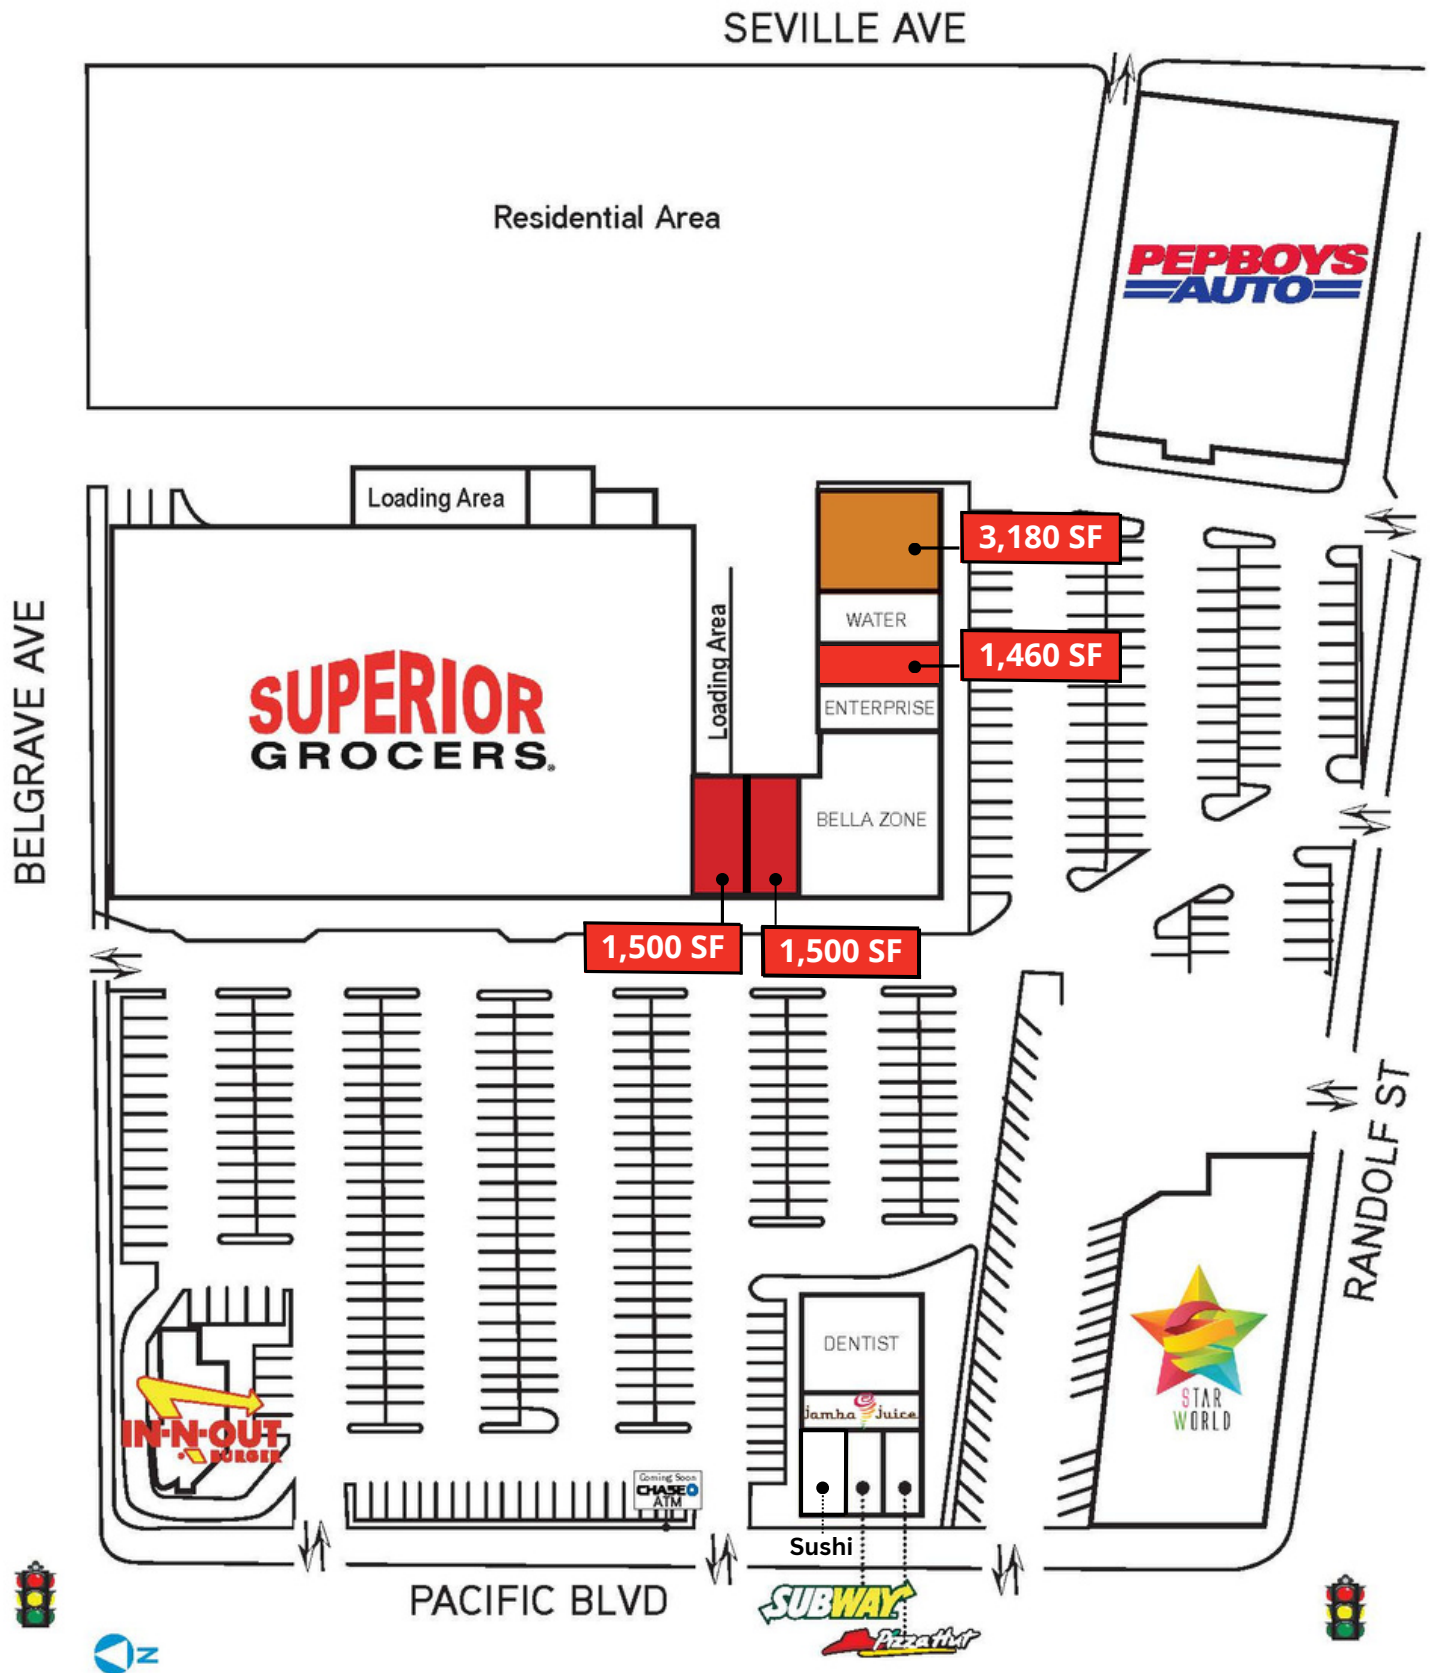 SEVILLE AVE
Residential Area
PEPBOYS
AUTO
Loading Area
3,180 SF
WATER
1,460 SF
ENTERPRISE
Loading Area
SUPERIOR
GROCERS®
BELLA ZONE
BELGRAVE AVE
1,500 SF
1,500 SF
RANDOLF ST
DENTIST
Jamba Juice
STAR
WORLD
IN-N-OUT
BURGER
Coming Soon
CHASE
ATM
Sushi
PACIFIC BLVD
SUBWAY
Pizza Hut
N